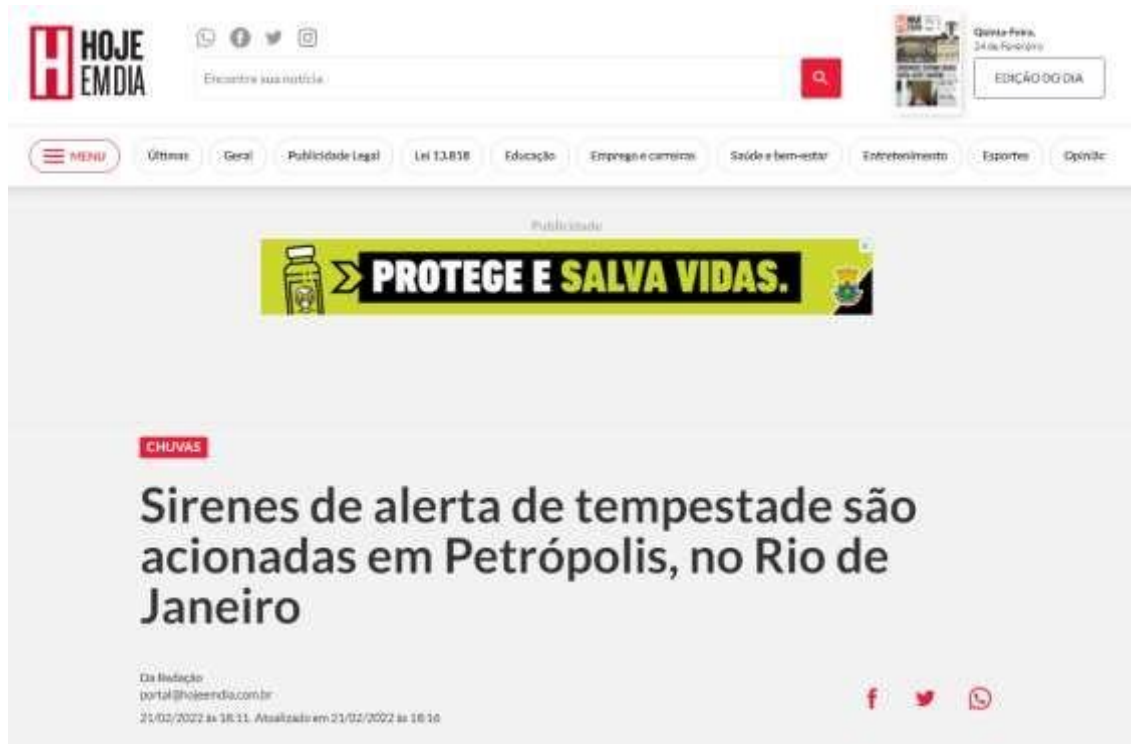 HOJE
EM DIA
Encontre sua notícia
Quinta-Feira,
24 de Fevereiro
EDIÇÃO DO DIA
MENU
Últimas
Geral
Publicidade Legal
Lei 13.818
Educação
Emprego e carreiras
Saúde e bem-estar
Entretenimento
Esportes
Opinião
Publicidade
PROTEGE E SALVA VIDAS.
CHUVAS
Sirenes de alerta de tempestade são
acionadas em Petrópolis, no Rio de
Janeiro
Da Redação
portal@hojeemdia.com.br
21/02/2022 às 18:11. Atualizado em 21/02/2022 às 18:16